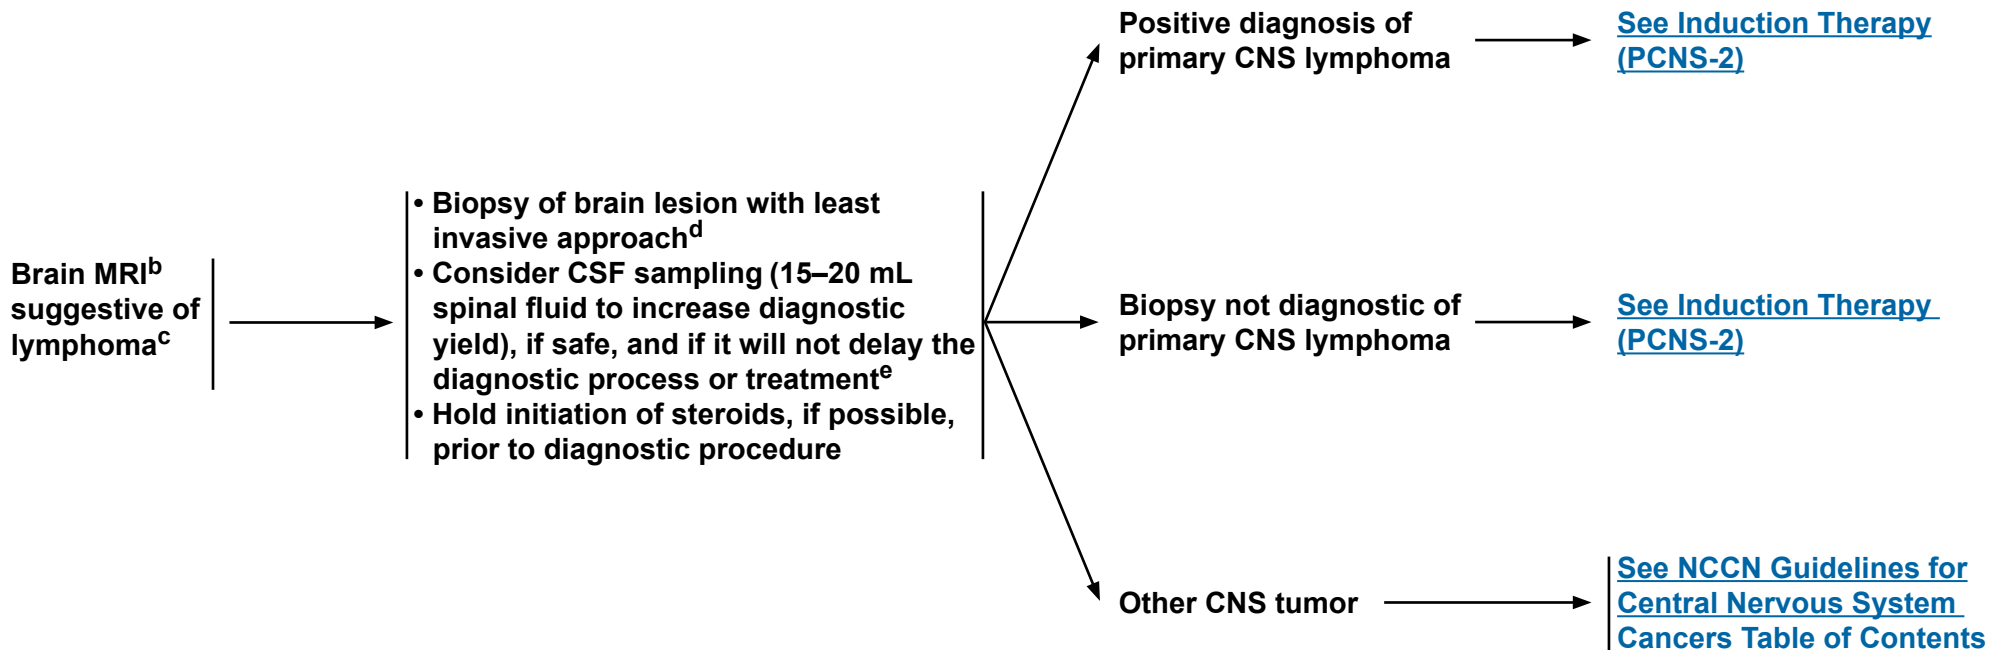 Brain MRIb
suggestive of
lymphomac
• Biopsy of brain lesion with least
invasive approachd
• Consider CSF sampling (15–20 mL
spinal fluid to increase diagnostic
yield), if safe, and if it will not delay the
diagnostic process or treatmente
• Hold initiation of steroids, if possible,
prior to diagnostic procedure
Positive diagnosis of
primary CNS lymphoma
See Induction Therapy
(PCNS-2)
Biopsy not diagnostic of
primary CNS lymphoma
See Induction Therapy
(PCNS-2)
Other CNS tumor
See NCCN Guidelines for
Central Nervous System
Cancers Table of Contents